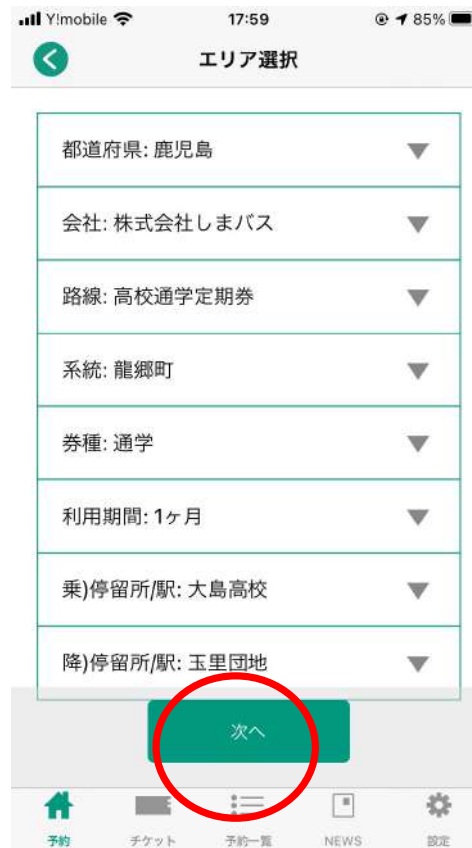 Y!mobile 17:59 85%
エリア選択
都道府県: 鹿児島
会社: 株式会社しまバス
路線: 高校通学定期券
系統: 龍郷町
券種: 通学
利用期間: 1ヶ月
乗)停留所/駅: 大島高校
降)停留所/駅: 玉里団地
次へ
予約 チケット 予約一覧 NEWS 設定